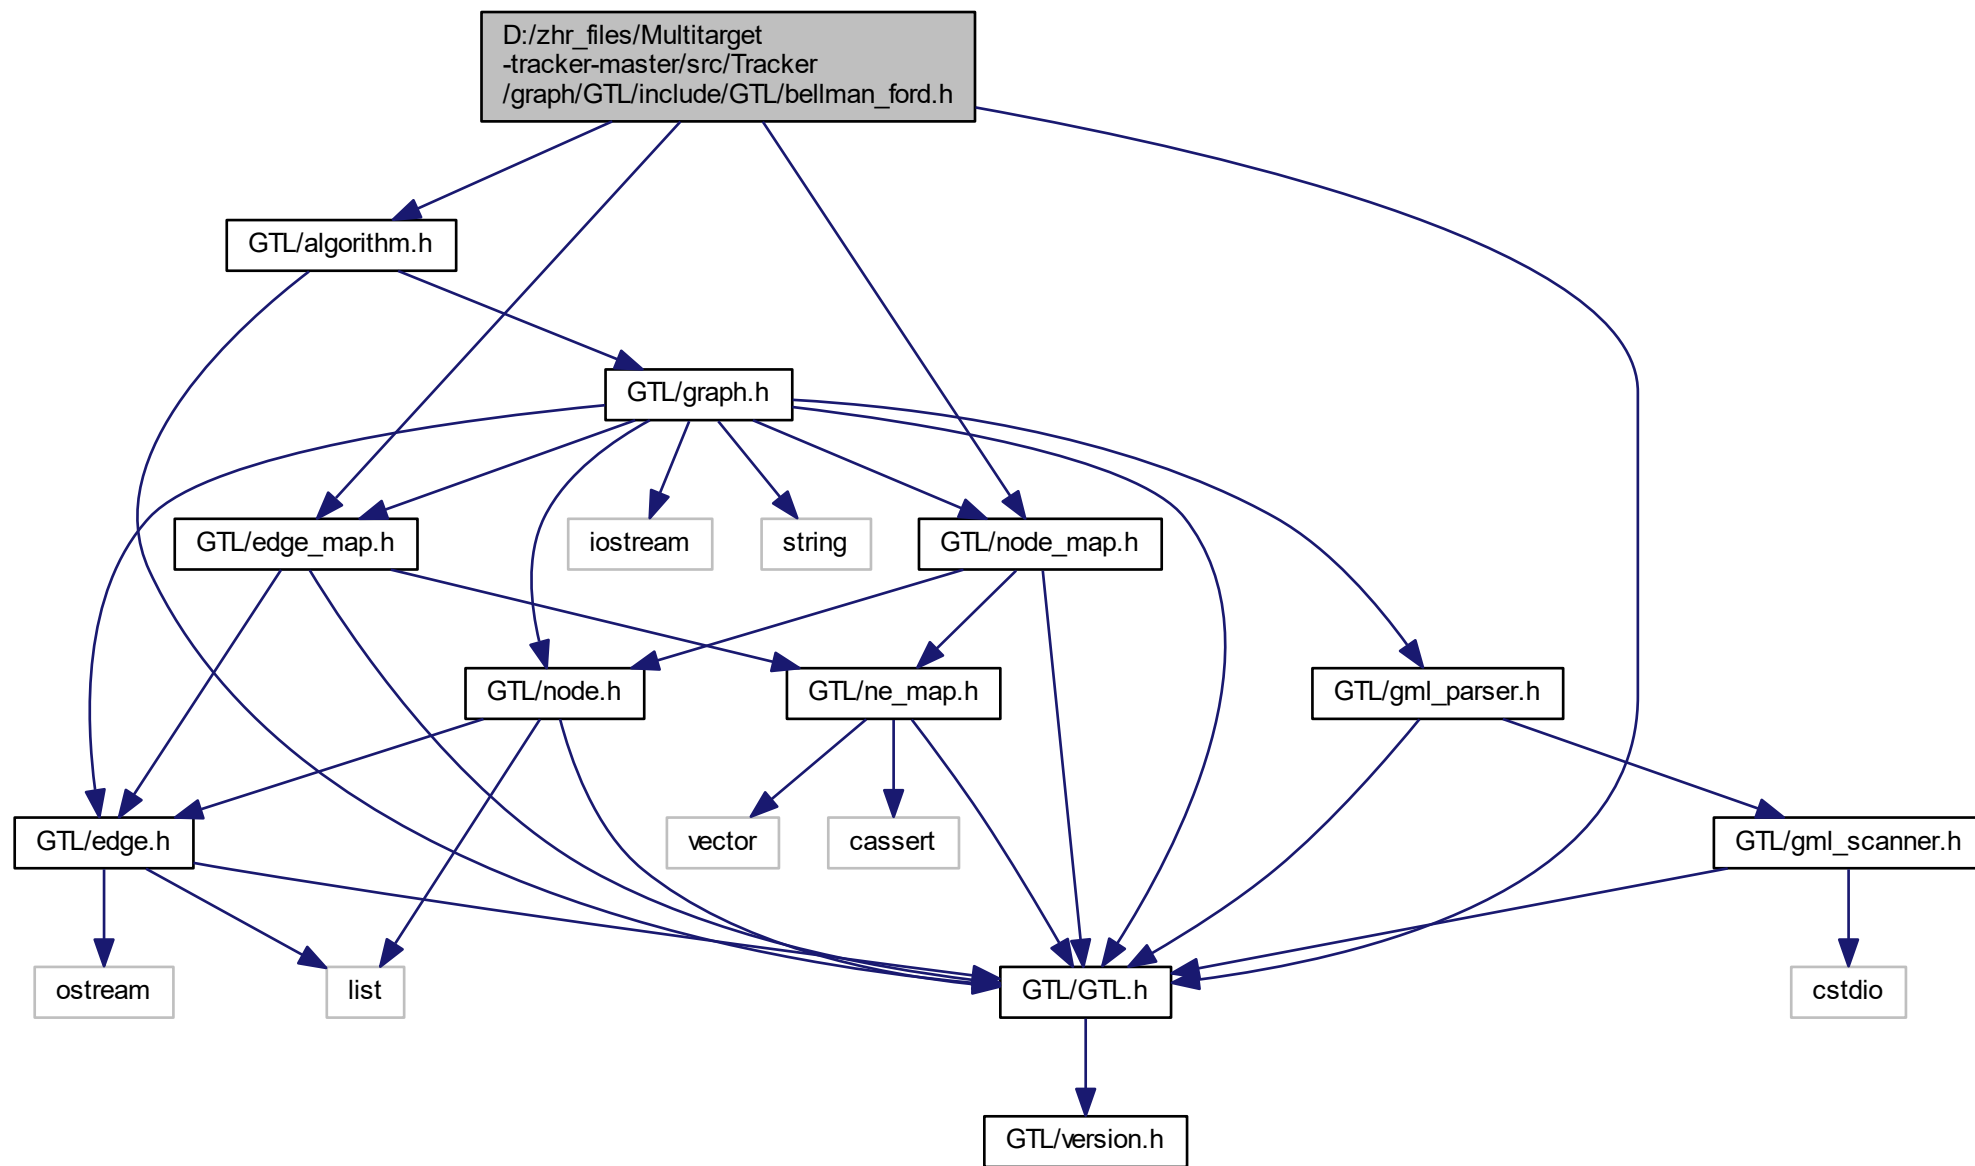 D:/zhr_files/Multitarget
-tracker-master/src/Tracker
/graph/GTL/include/GTL/bellman_ford.h
GTL/algorithm.h
GTL/graph.h
GTL/edge_map.h
iostream
string
GTL/node_map.h
GTL/node.h
GTL/ne_map.h
GTL/gml_parser.h
GTL/edge.h
vector
cassert
GTL/gml_scanner.h
ostream
list
GTL/GTL.h
cstdio
GTL/version.h